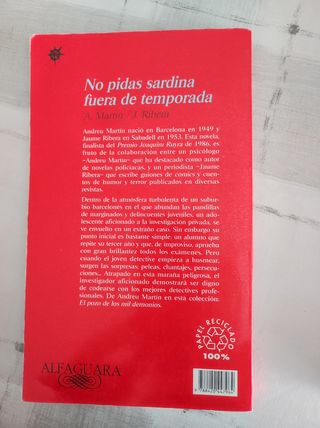 No pidas sardina
fuera de temporada
A. Martín / J. Ribera
Andreu Martín nació en Barcelona en 1949 y
Jaume Ribera en Sabadell en 1953. Esta novela,
finalista del Premio Joaquim Ruyra de 1986, es
fruto de la colaboración entre un psicólogo
–Andreu Martín– que ha destacado como autor
de novelas policíacas, y un periodista –Jaume
Ribera– que escribe guiones de comics y cuen-
tos de humor y terror publicados en diversas
revistas.
Dentro de la atmósfera turbulenta de un subur-
bio barcelonés en el que abundan las pandillas
de marginados y delincuentes juveniles, un ado-
lescente aficionado a la investigación privada, se
ve envuelto en un extraño caso. Sin embargo su
punto inicial es bastante simple: un alumno que
repite su tercer año y que, de improviso, aprueba
con gran brillantez todos los exámenes. Pero
cuando el joven detective empieza a husmear,
surgen las sorpresas: peleas, chantajes, persecu-
ciones... Atrapado en esta maraña peligrosa, el
investigador aficionado demostrará ser digno
de codearse con los mejores detectives profe-
sionales. De Andreu Martín en esta colección:
El pozo de los mil demonios.
PAPEL RECICLADO
100%
ALFAGUARA
9788420447964